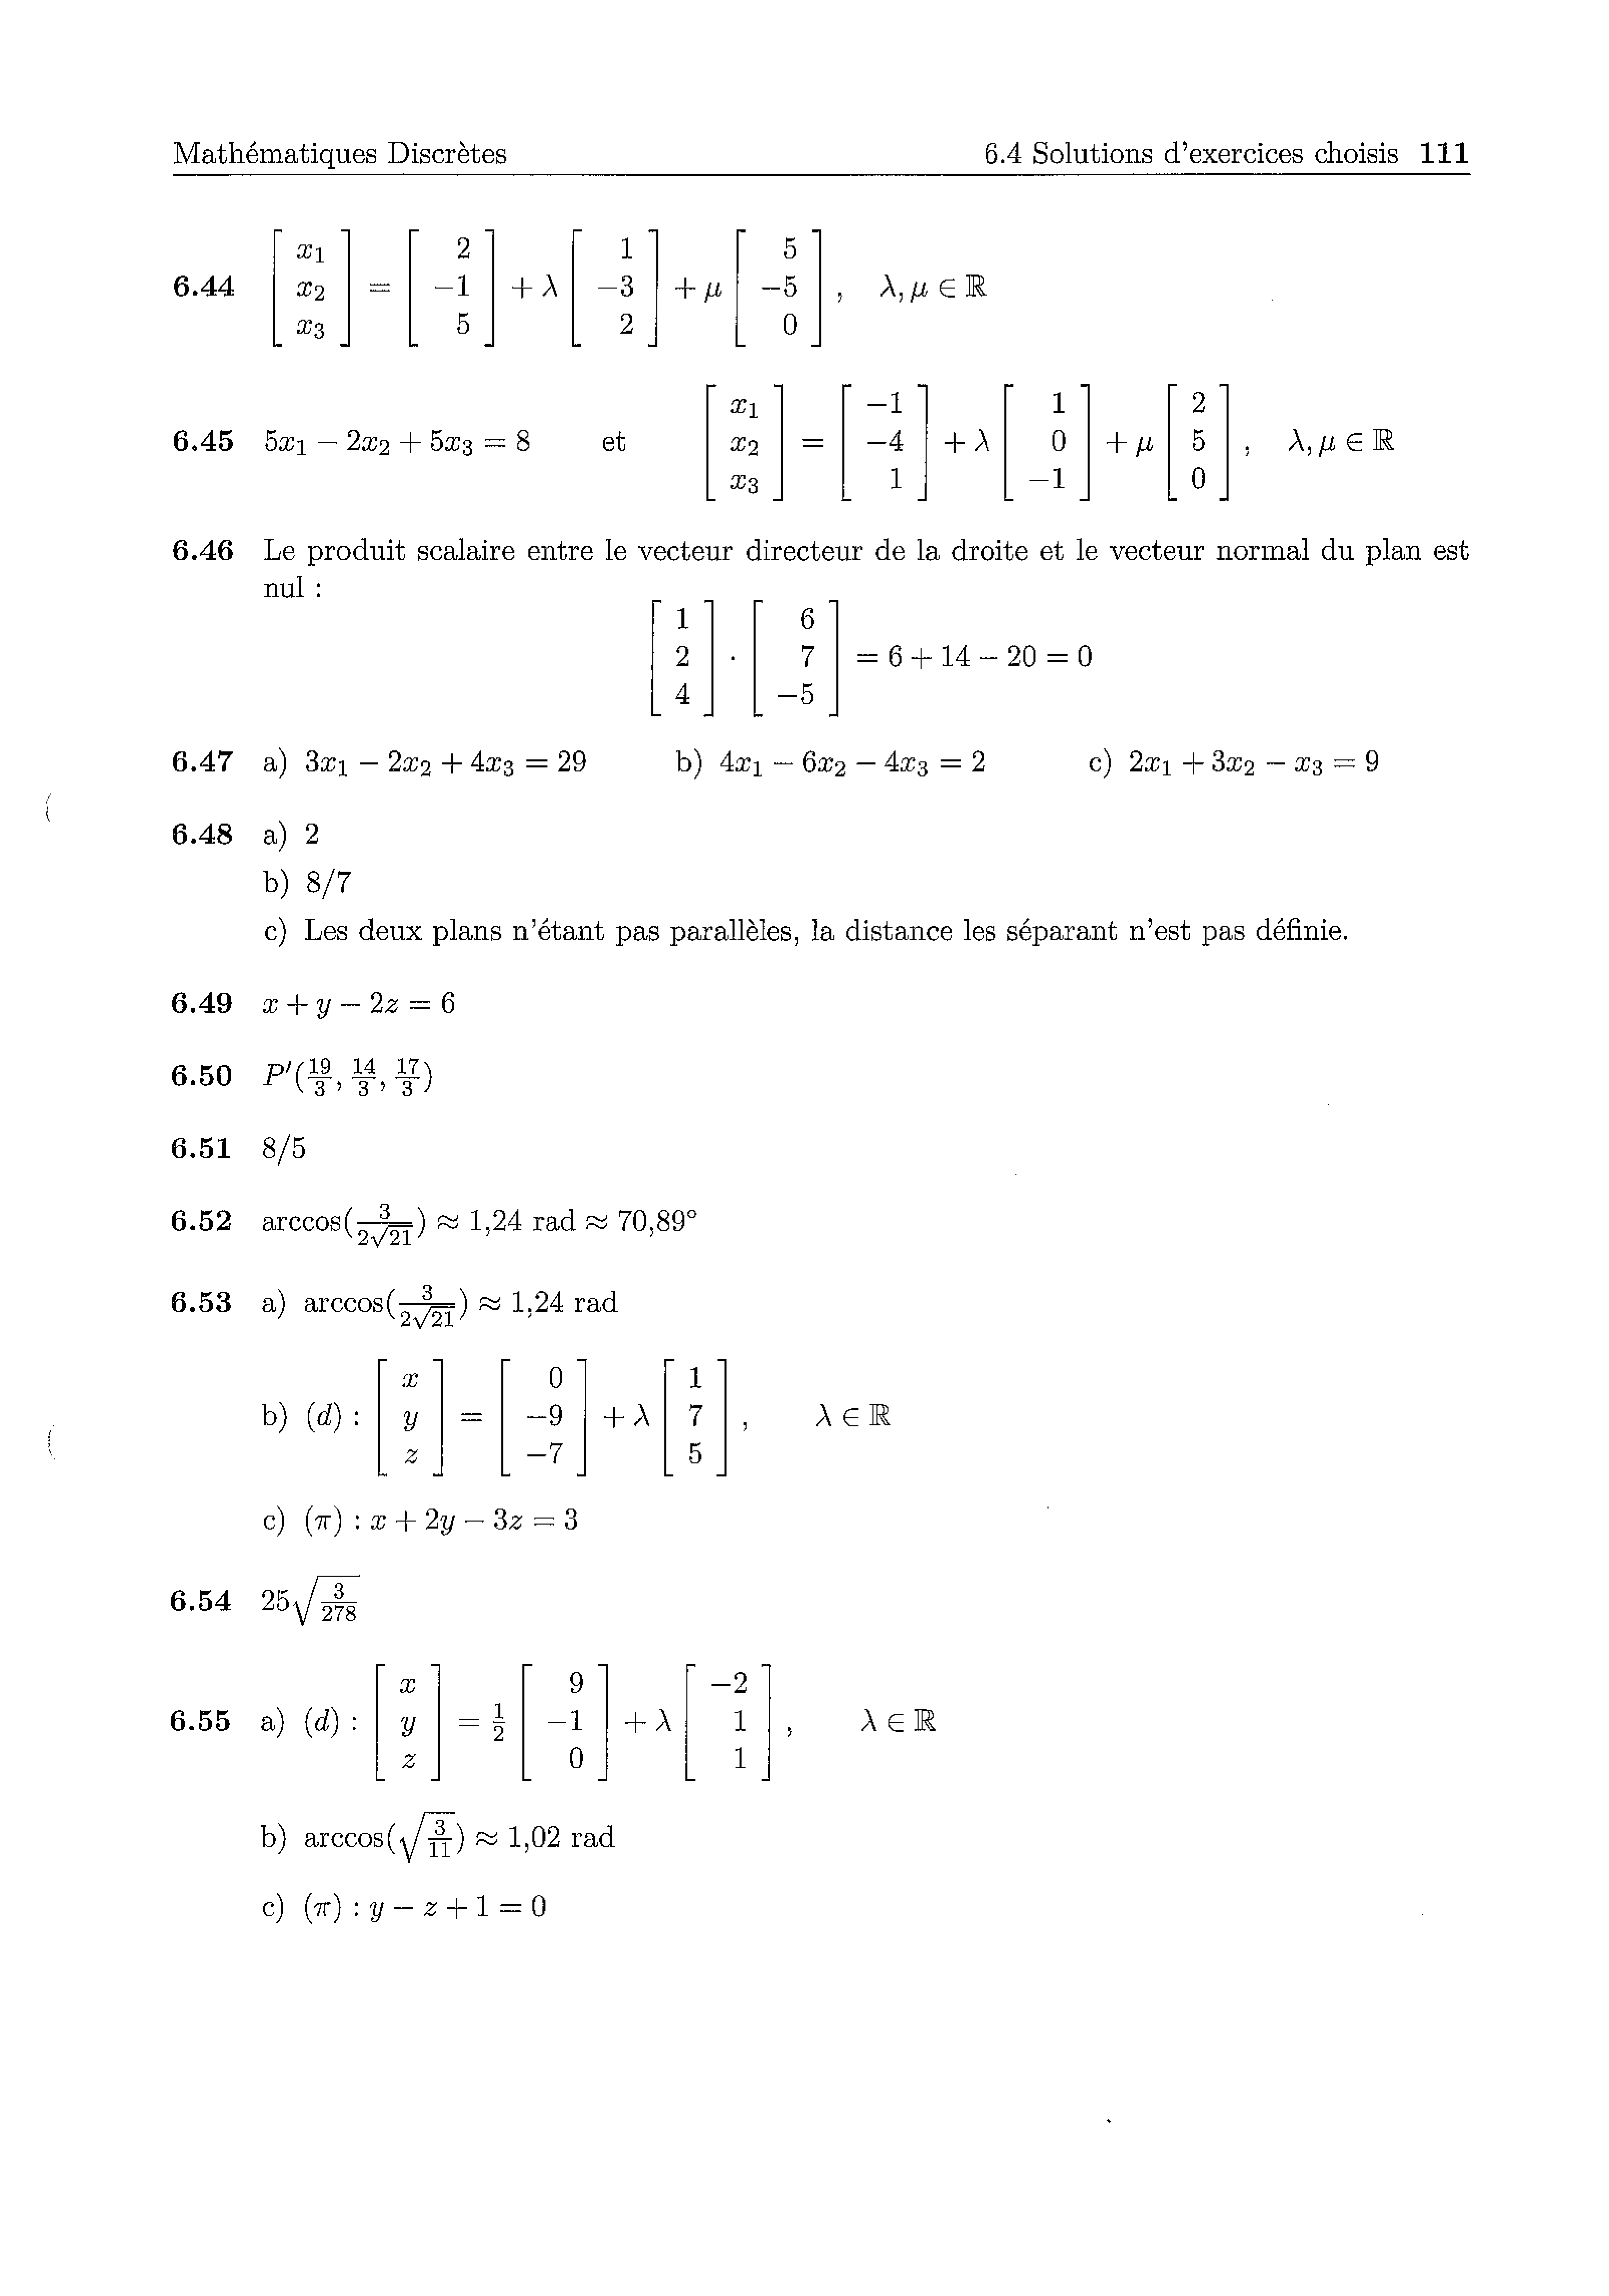 Mathématiques Discrètes 6.4 Solutions d'exercices choisis 111
6.44 $\begin{bmatrix} x_1 \\ x_2 \\ x_3 \end{bmatrix} = \begin{bmatrix} 2 \\ -1 \\ 5 \end{bmatrix} + \lambda \begin{bmatrix} 1 \\ -3 \\ 2 \end{bmatrix} + \mu \begin{bmatrix} 5 \\ -5 \\ 0 \end{bmatrix}, \quad \lambda, \mu \in \mathbb{R}$
6.45 $5x_1 - 2x_2 + 5x_3 = 8$ et $\begin{bmatrix} x_1 \\ x_2 \\ x_3 \end{bmatrix} = \begin{bmatrix} -1 \\ -4 \\ 1 \end{bmatrix} + \lambda \begin{bmatrix} 1 \\ 0 \\ -1 \end{bmatrix} + \mu \begin{bmatrix} 2 \\ 5 \\ 0 \end{bmatrix}, \quad \lambda, \mu \in \mathbb{R}$
6.46 Le produit scalaire entre le vecteur directeur de la droite et le vecteur normal du plan est
nul :
$\begin{bmatrix} 1 \\ 2 \\ 4 \end{bmatrix} \cdot \begin{bmatrix} 6 \\ 7 \\ -5 \end{bmatrix} = 6 + 14 - 20 = 0$
6.47 a) $3x_1 - 2x_2 + 4x_3 = 29$ b) $4x_1 - 6x_2 - 4x_3 = 2$ c) $2x_1 + 3x_2 - x_3 = 9$
6.48 a) 2
b) 8/7
c) Les deux plans n'étant pas parallèles, la distance les séparant n'est pas définie.
6.49 $x + y - 2z = 6$
6.50 $P'(\frac{19}{3}, \frac{14}{3}, \frac{17}{3})$
6.51 8/5
6.52 $\arccos(\frac{3}{2\sqrt{21}}) \approx 1,24$ rad $\approx 70,89°$
6.53 a) $\arccos(\frac{3}{2\sqrt{21}}) \approx 1,24$ rad
b) $(d) : \begin{bmatrix} x \\ y \\ z \end{bmatrix} = \begin{bmatrix} 0 \\ -9 \\ -7 \end{bmatrix} + \lambda \begin{bmatrix} 1 \\ 7 \\ 5 \end{bmatrix}, \quad \lambda \in \mathbb{R}$
c) $(\pi) : x + 2y - 3z = 3$
6.54 $25\sqrt{\frac{3}{278}}$
6.55 a) $(d) : \begin{bmatrix} x \\ y \\ z \end{bmatrix} = \frac{1}{2} \begin{bmatrix} 9 \\ -1 \\ 0 \end{bmatrix} + \lambda \begin{bmatrix} -2 \\ 1 \\ 1 \end{bmatrix}, \quad \lambda \in \mathbb{R}$
b) $\arccos(\sqrt{\frac{3}{11}}) \approx 1,02$ rad
c) $(\pi) : y - z + 1 = 0$